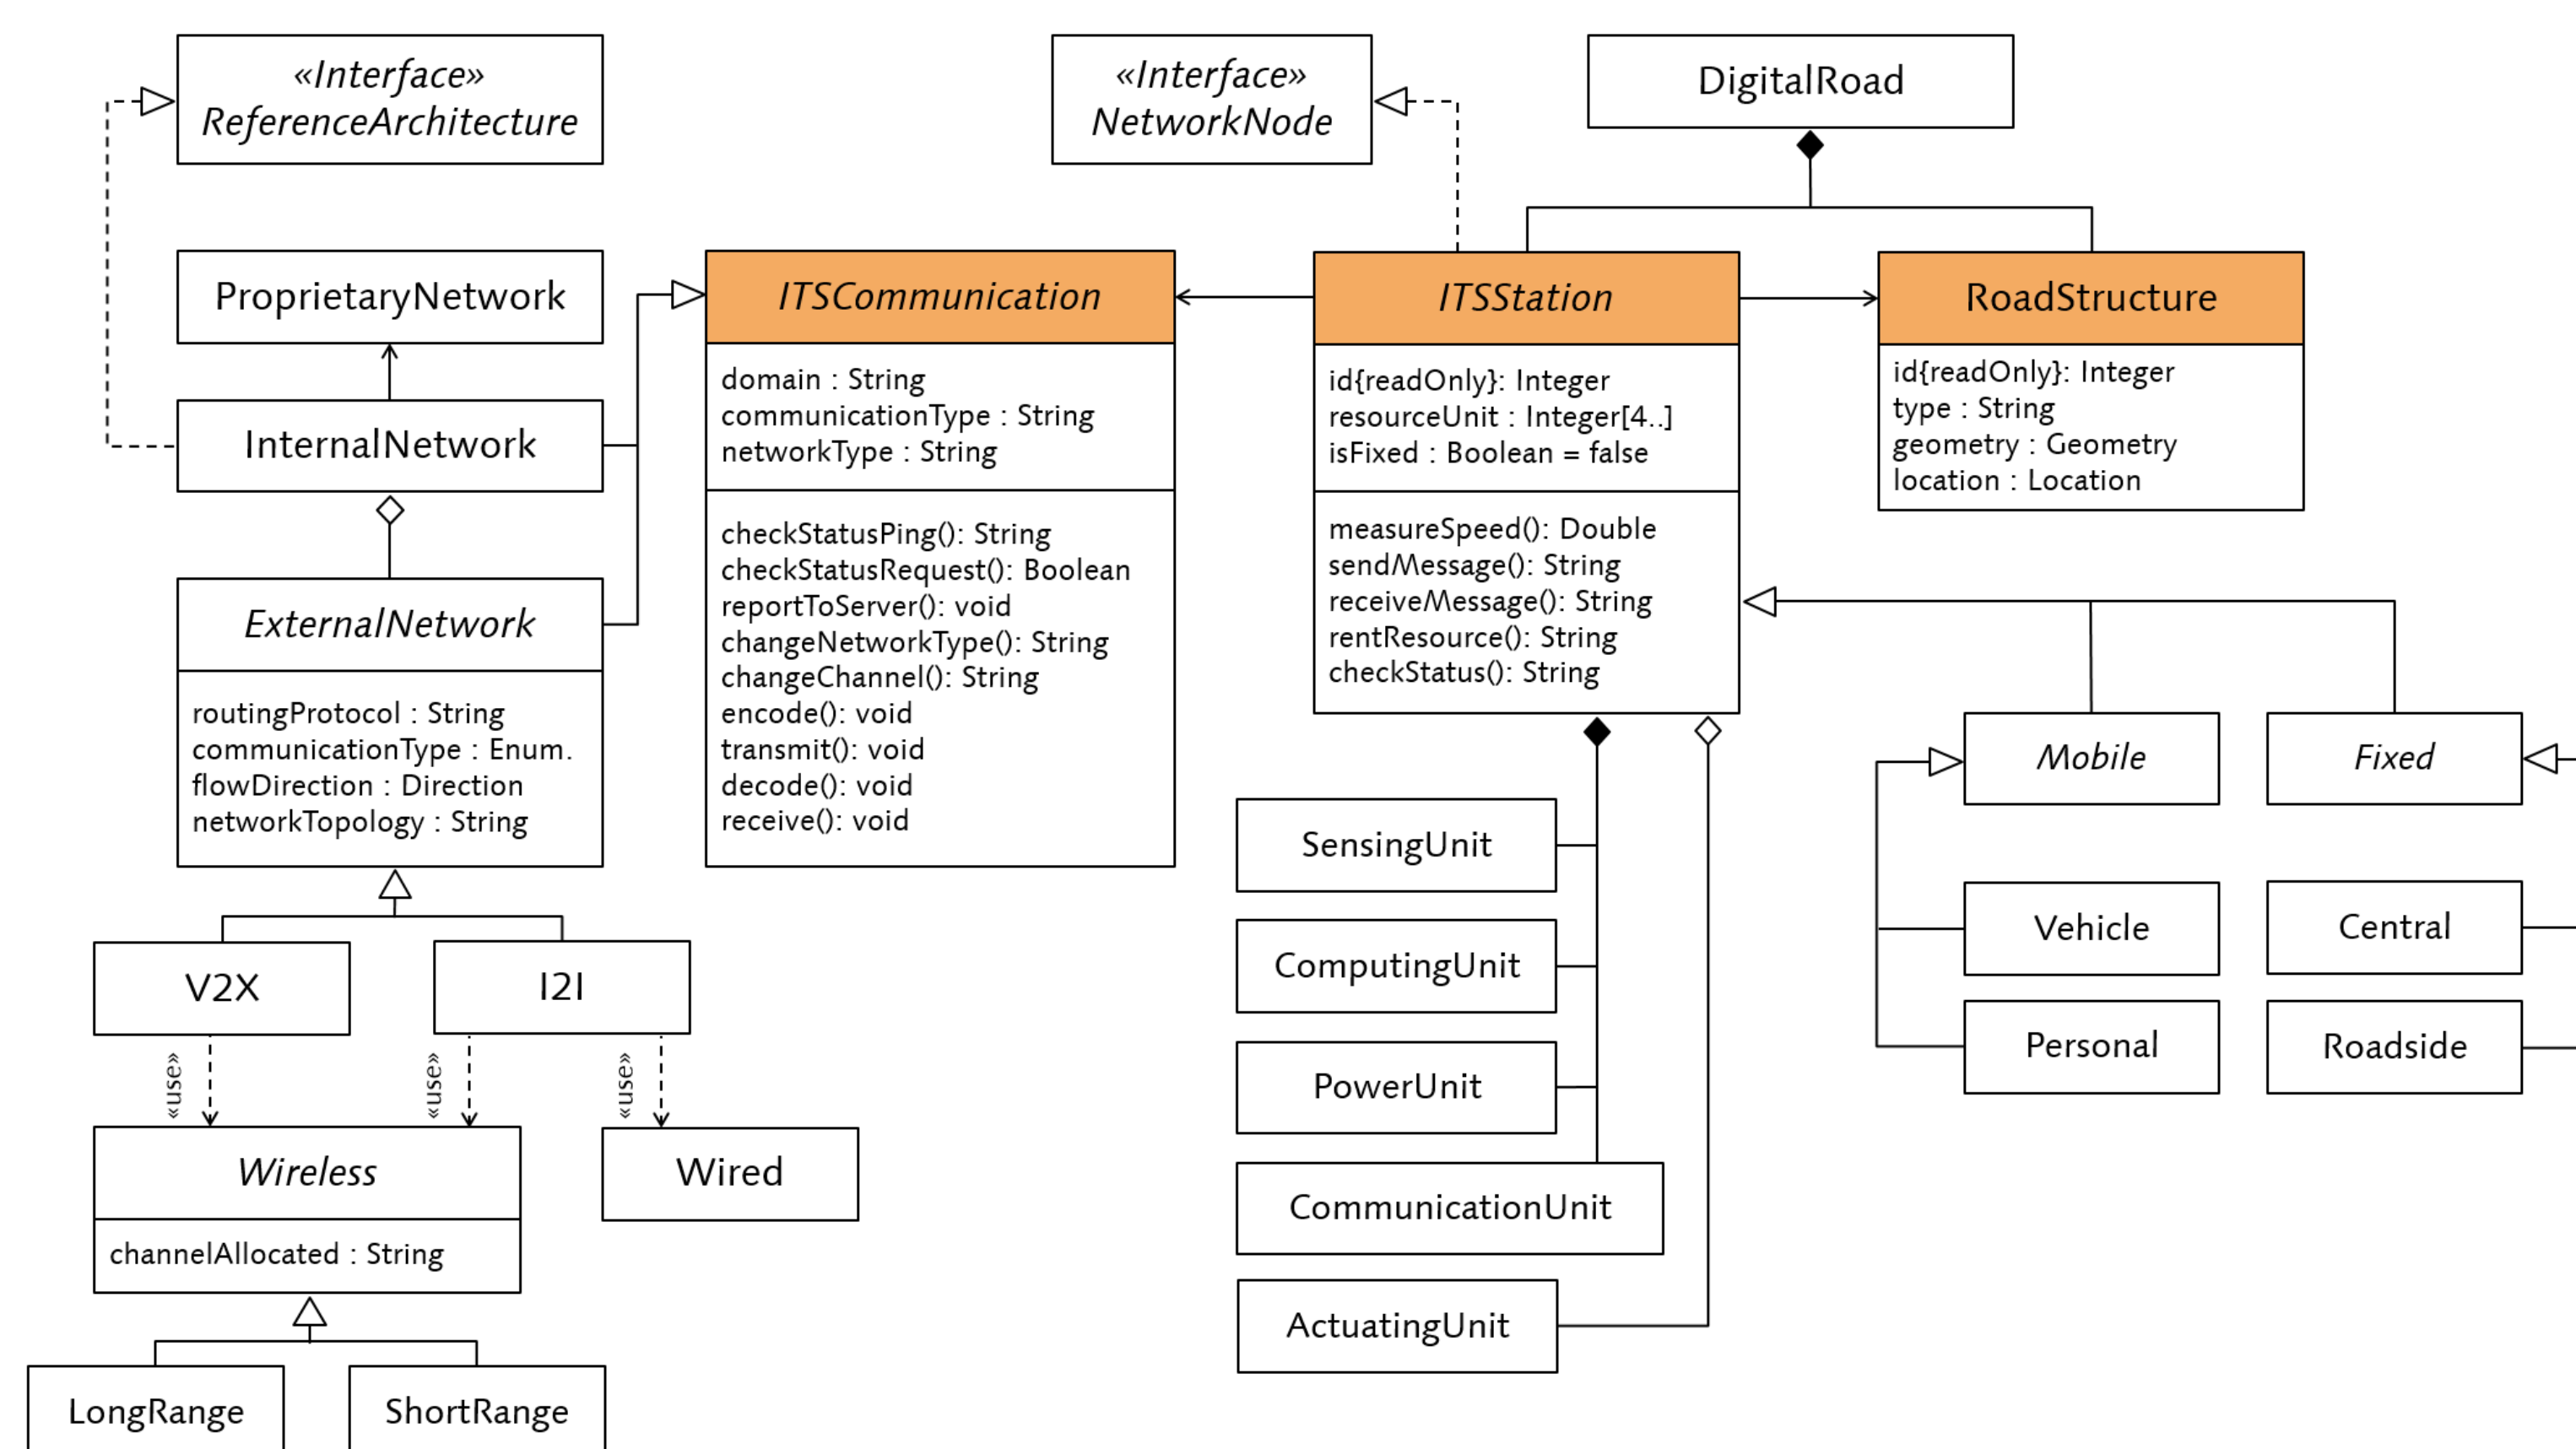 «Interface»
ReferenceArchitecture
«Interface»
NetworkNode
DigitalRoad
ProprietaryNetwork
InternalNetwork
ExternalNetwork
routingProtocol : String
communicationType : Enum.
flowDirection : Direction
networkTopology : String
ITSCommunication
domain : String
communicationType : String
networkType : String
checkStatusPing(): String
checkStatusRequest(): Boolean
reportToServer(): void
changeNetworkType(): String
changeChannel(): String
encode(): void
transmit(): void
decode(): void
receive(): void
ITSStation
id{readOnly}: Integer
resourceUnit : Integer[4..]
isFixed : Boolean = false
measureSpeed(): Double
sendMessage(): String
receiveMessage(): String
rentResource(): String
checkStatus(): String
RoadStructure
id{readOnly}: Integer
type : String
geometry : Geometry
location : Location
V2X
I2I
«use»
«use»
«use»
Wireless
channelAllocated : String
Wired
LongRange
ShortRange
SensingUnit
ComputingUnit
PowerUnit
CommunicationUnit
ActuatingUnit
Mobile
Fixed
Vehicle
Central
Personal
Roadside